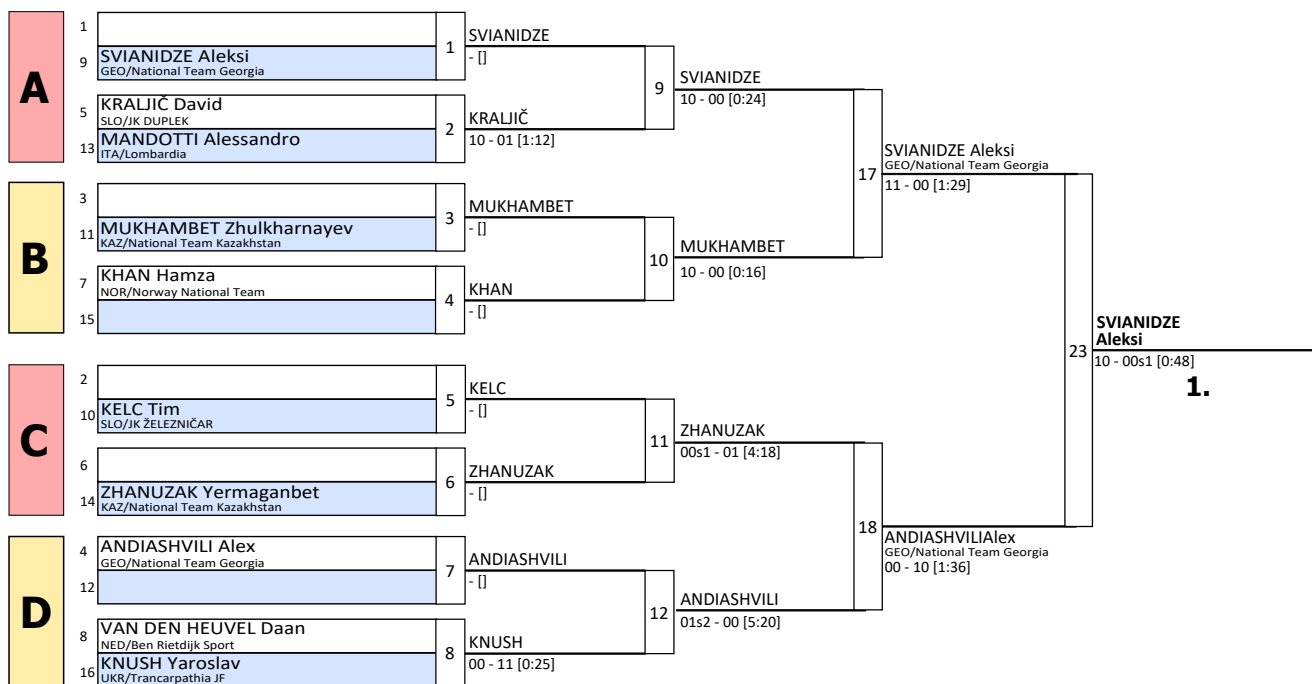 A
1
9
SVIANIDZE Aleksi
GEO/National Team Georgia
1
SVIANIDZE
- []
5
KRALJIČ David
SLO/JK DUPLEK
13
MANDOTTI Alessandro
ITA/Lombardia
2
KRALJIČ
10 - 01 [1:12]
9
SVIANIDZE
10 - 00 [0:24]
B
3
11
MUKHAMBET Zhulkharnayev
KAZ/National Team Kazakhstan
3
MUKHAMBET
- []
7
KHAN Hamza
NOR/Norway National Team
15
4
KHAN
- []
10
MUKHAMBET
10 - 00 [0:16]
17
SVIANIDZE Aleksi
GEO/National Team Georgia
11 - 00 [1:29]
C
2
10
KELC Tim
SLO/JK ŽELEZNIČAR
5
KELC
- []
6
14
ZHANUZAK Yermaganbet
KAZ/National Team Kazakhstan
6
ZHANUZAK
- []
11
ZHANUZAK
00s1 - 01 [4:18]
D
4
ANDIASHVILI Alex
GEO/National Team Georgia
12
7
ANDIASHVILI
- []
8
VAN DEN HEUVEL Daan
NED/Ben Rietdijk Sport
16
KNUSH Yaroslav
UKR/Trancarpathia JF
8
KNUSH
00 - 11 [0:25]
12
ANDIASHVILI
01s2 - 00 [5:20]
18
ANDIASHVILIAlex
GEO/National Team Georgia
00 - 10 [1:36]
23
SVIANIDZE
Aleksi
10 - 00s1 [0:48]
1.